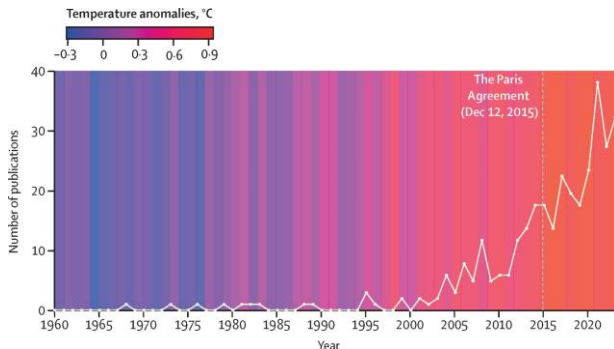 Temperature anomalies, °C
-0·3 0 0·3 0·6 0·9
40
30
20
10
0
Number of publications
The Paris
Agreement
(Dec 12, 2015)
1960 1965 1970 1975 1980 1985 1990 1995 2000 2005 2010 2015 2020
Year